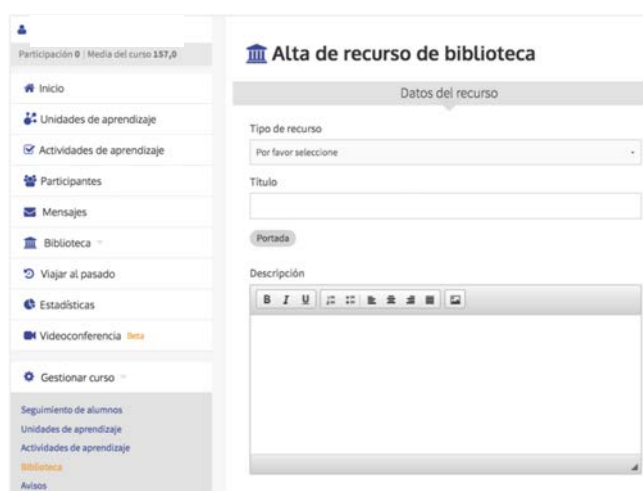 Participación 0 | Media del curso 157,0
Inicio
Unidades de aprendizaje
Actividades de aprendizaje
Participantes
Mensajes
Biblioteca
Viajar al pasado
Estadísticas
Videoconferencia Beta
Gestionar curso
Seguimiento de alumnos
Unidades de aprendizaje
Actividades de aprendizaje
Biblioteca
Avisos
Alta de recurso de biblioteca
Datos del recurso
Tipo de recurso
Por favor seleccione
Título
Portada
Descripción
B I U